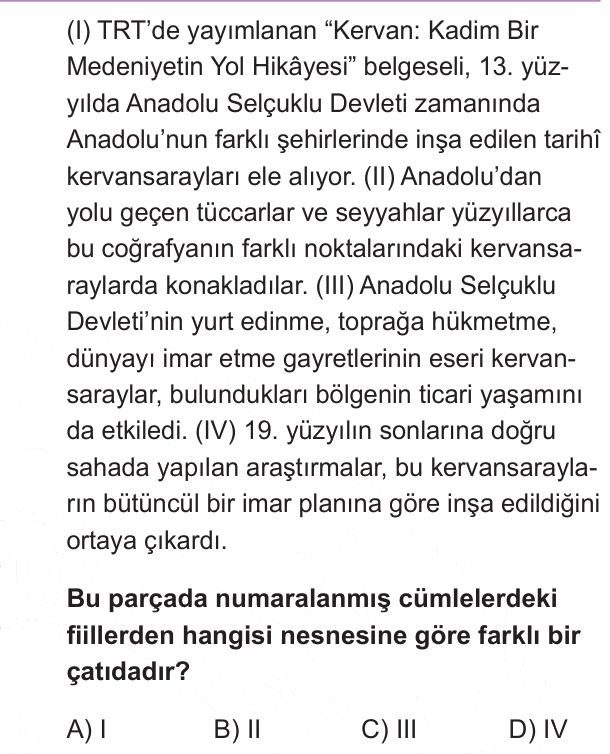 (I) TRT’de yayımlanan “Kervan: Kadim Bir
Medeniyetin Yol Hikâyesi” belgeseli, 13. yüz-
yılda Anadolu Selçuklu Devleti zamanında
Anadolu’nun farklı şehirlerinde inşa edilen tarihî
kervansarayları ele alıyor. (II) Anadolu’dan
yolu geçen tüccarlar ve seyyahlar yüzyıllarca
bu coğrafyanın farklı noktalarındaki kervansa-
raylarda konakladılar. (III) Anadolu Selçuklu
Devleti’nin yurt edinme, toprağa hükmetme,
dünyayı imar etme gayretlerinin eseri kervan-
saraylar, bulundukları bölgenin ticari yaşamını
da etkiledi. (IV) 19. yüzyılın sonlarına doğru
sahada yapılan araştırmalar, bu kervansarayla-
rın bütüncül bir imar planına göre inşa edildiğini
ortaya çıkardı.
Bu parçada numaralanmış cümlelerdeki
fiillerden hangisi nesnesine göre farklı bir
çatıdadır?
A) I B) II C) III D) IV